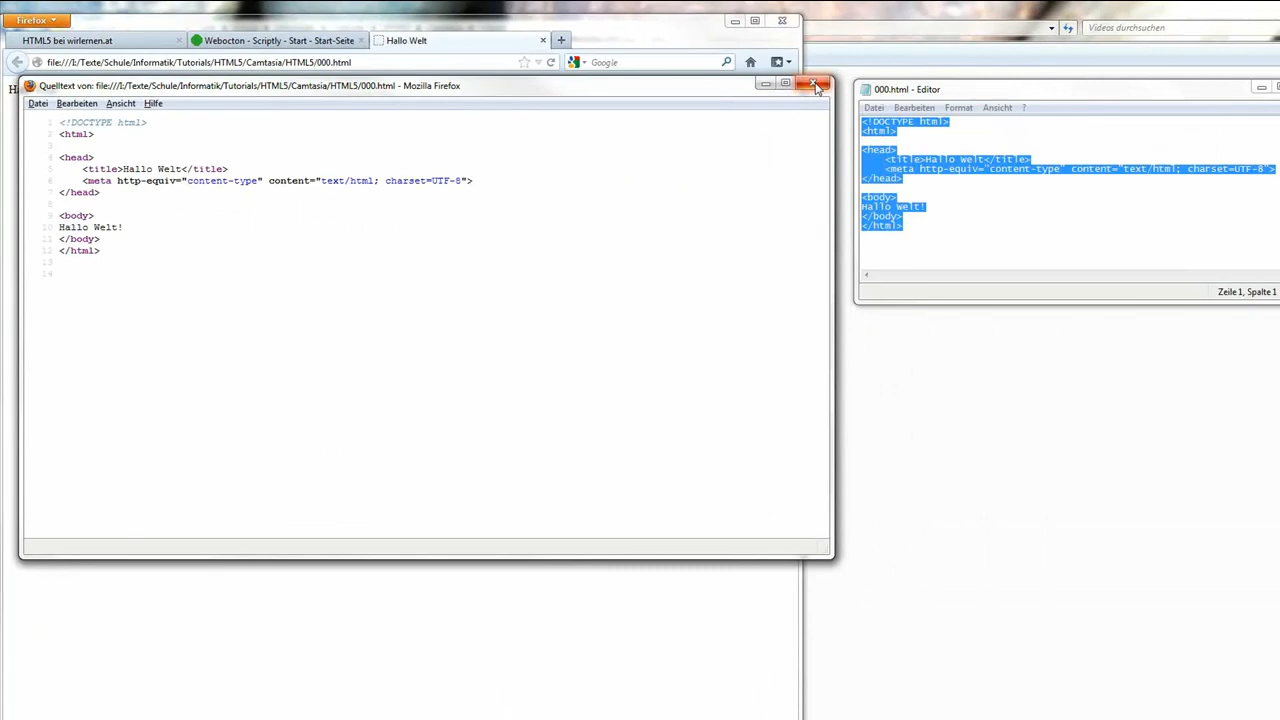 Firefox
Videos durchsuchen
HTML5 bei wirlernen.at
Webocton - Scriptly - Start - Start-Seite
Hallo Welt
file:///I:/Texte/Schule/Informatik/Tutorials/HTML5/Camtasia/HTML5/000.html
Google
Quelltext von: file:///I:/Texte/Schule/Informatik/Tutorials/HTML5/Camtasia/HTML5/000.html - Mozilla Firefox
Datei Bearbeiten Ansicht Hilfe
1 <!DOCTYPE html>
2 <html>
3
4 <head>
5 <title>Hallo Welt</title>
6 <meta http-equiv="content-type" content="text/html; charset=UTF-8">
7 </head>
8
9 <body>
10 Hallo Welt!
11 </body>
12 </html>
13
14
000.html - Editor
Datei Bearbeiten Format Ansicht ?
<!DOCTYPE html>
<html>
<head>
<title>Hallo Welt</title>
<meta http-equiv="content-type" content="text/html; charset=UTF-8">
</head>
<body>
Hallo Welt!
</body>
</html>
Zeile 1, Spalte 1